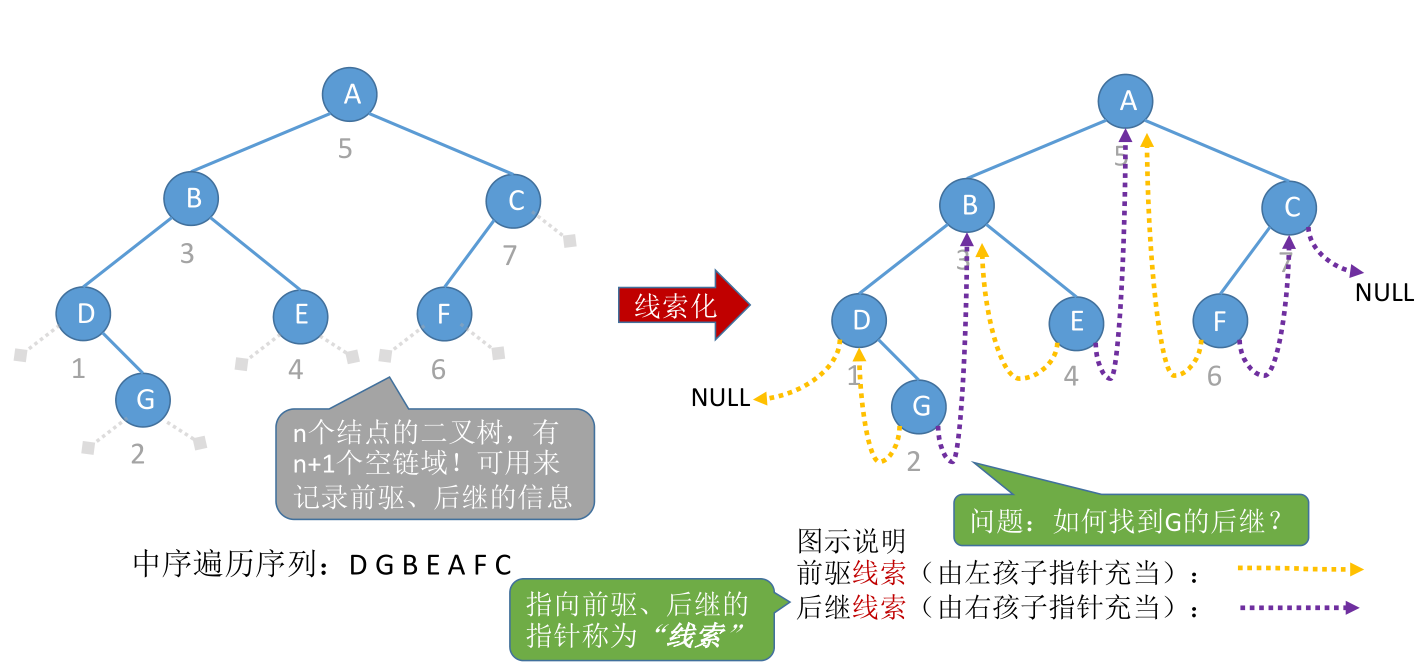 A
5
B
C
3
7
D
E
F
1
4
6
G
2
n个结点的二叉树，有
n+1个空链域！可用来
记录前驱、后继的信息
中序遍历序列：D G B E A F C
线索化
A
5
B
C
3
7
NULL
D
E
F
1
4
6
NULL
G
2
问题：如何找到G的后继？
图示说明
前驱线索（由左孩子指针充当）：
后继线索（由右孩子指针充当）：
指向前驱、后继的
指针称为“线索”